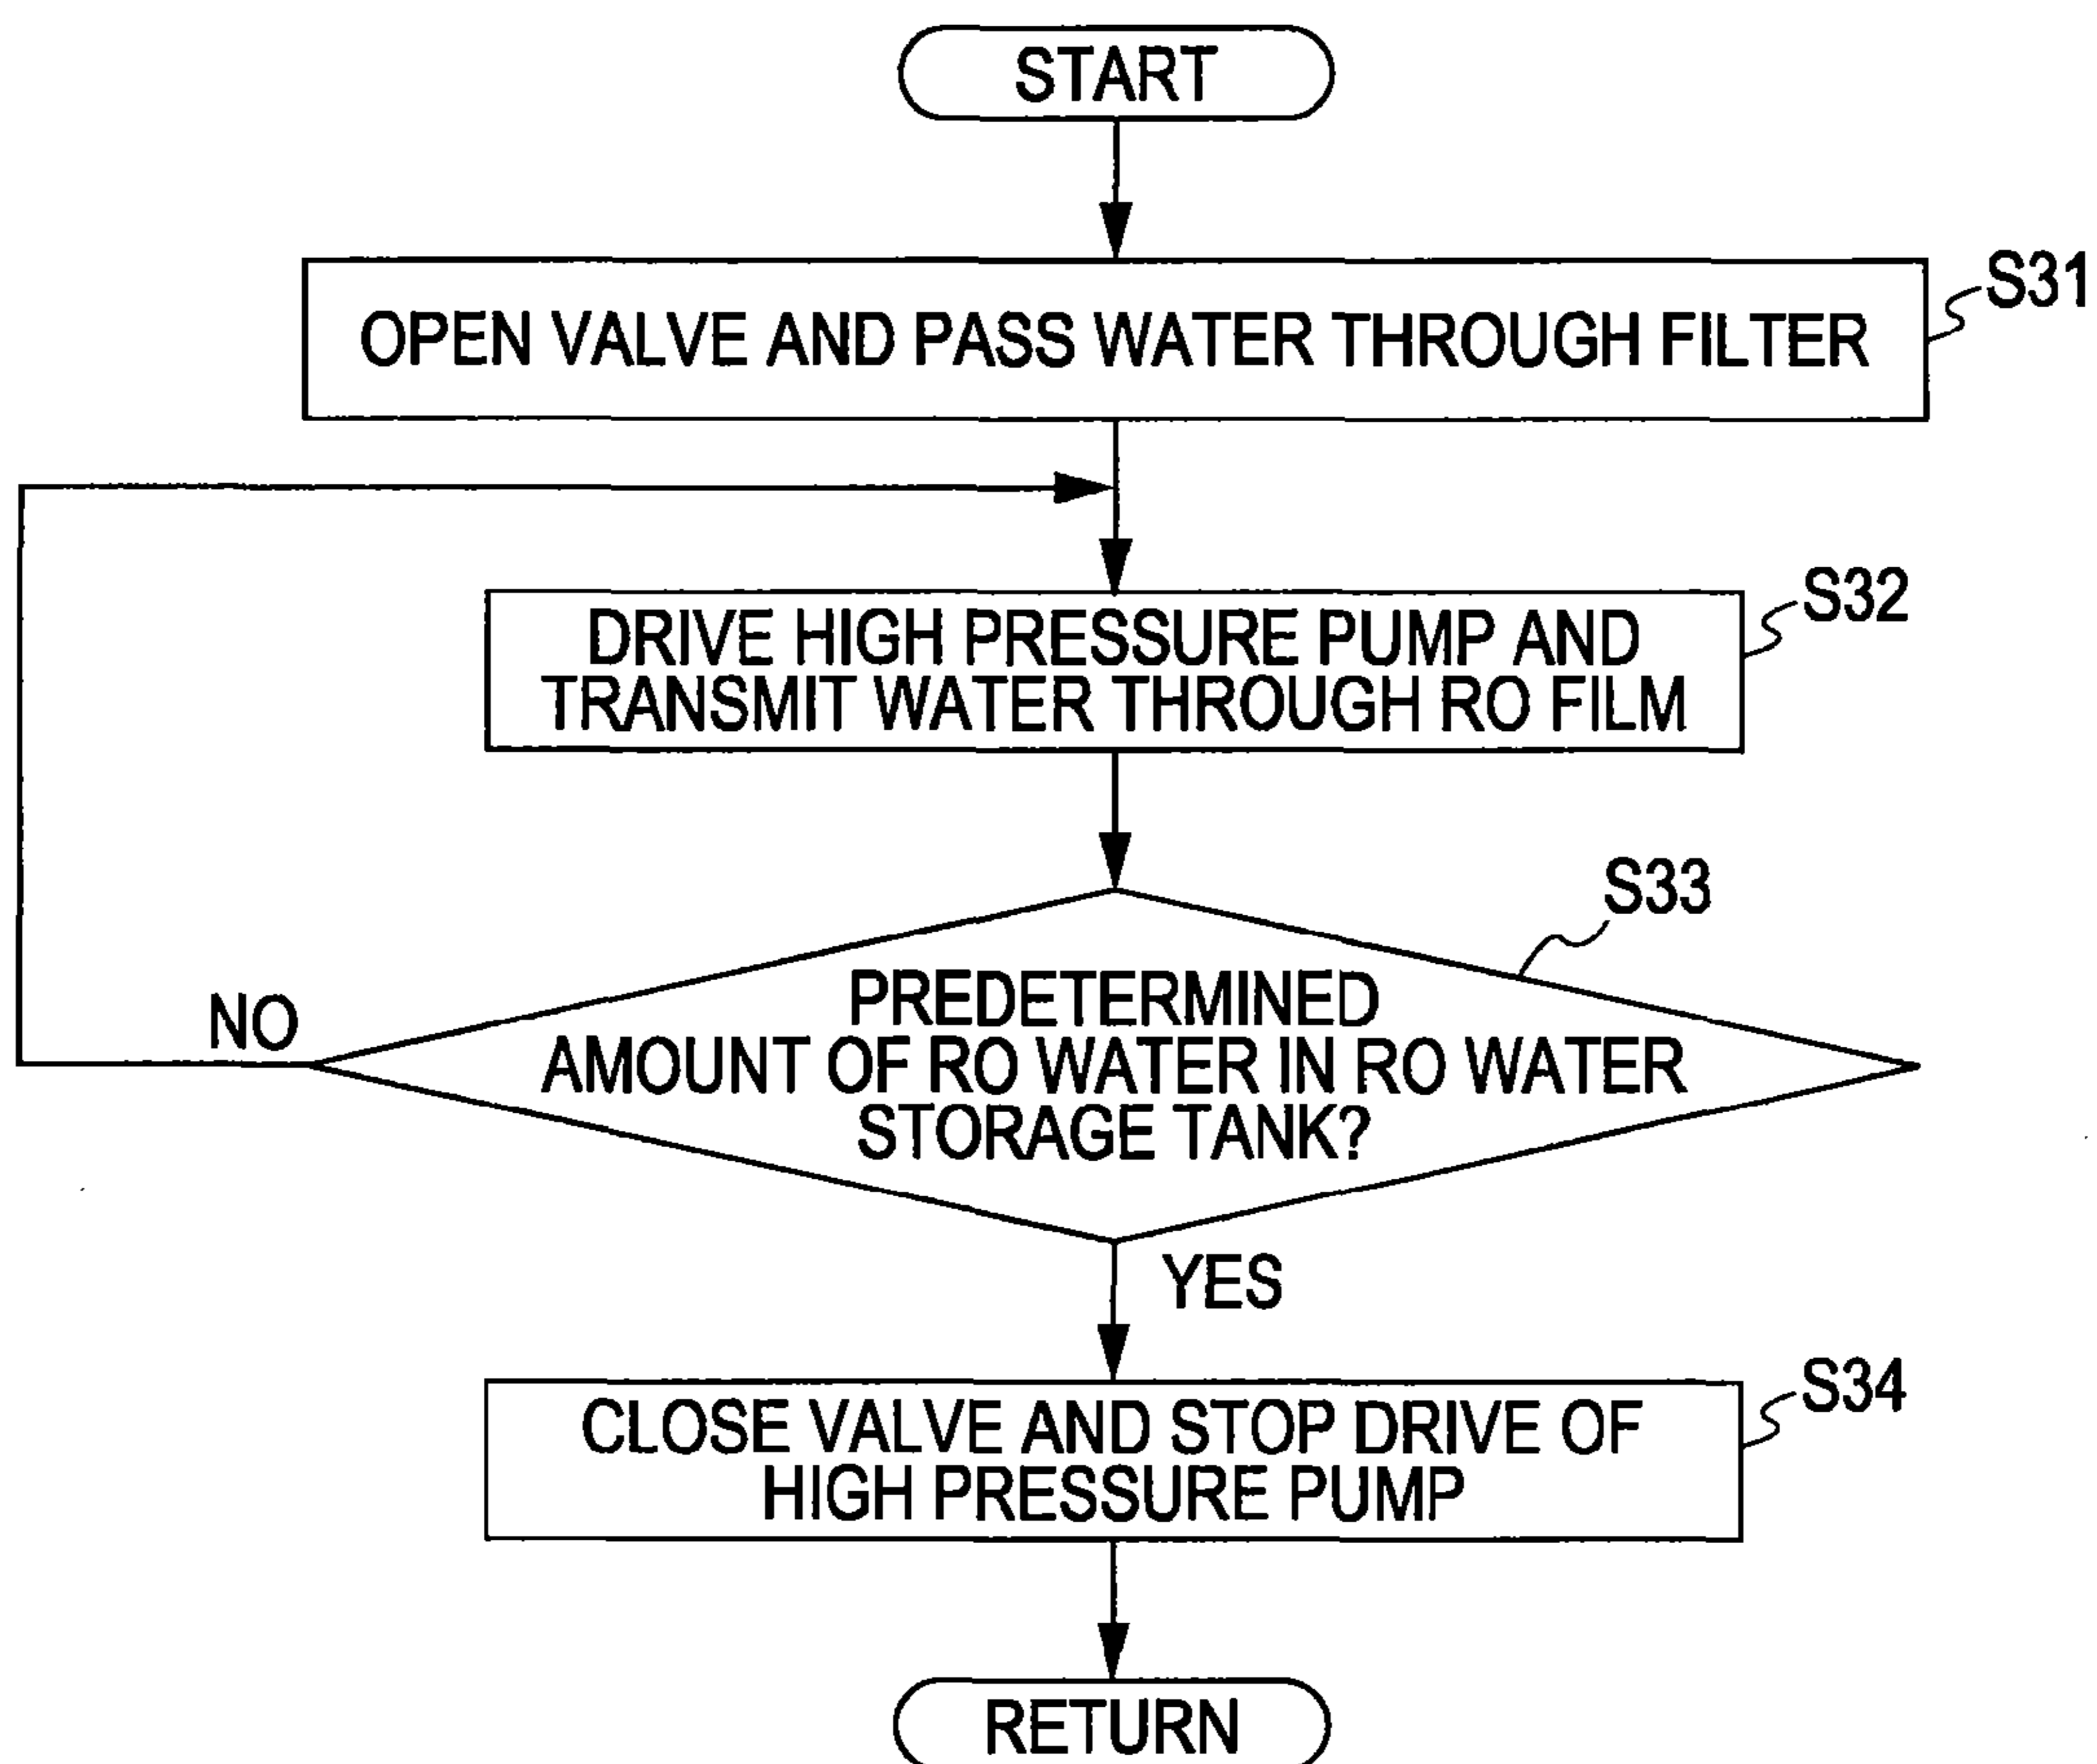 START
S31
OPEN VALVE AND PASS WATER THROUGH FILTER
S32
DRIVE HIGH PRESSURE PUMP AND
TRANSMIT WATER THROUGH RO FILM
S33
PREDETERMINED
AMOUNT OF RO WATER IN RO WATER
STORAGE TANK?
NO
YES
S34
CLOSE VALVE AND STOP DRIVE OF
HIGH PRESSURE PUMP
RETURN